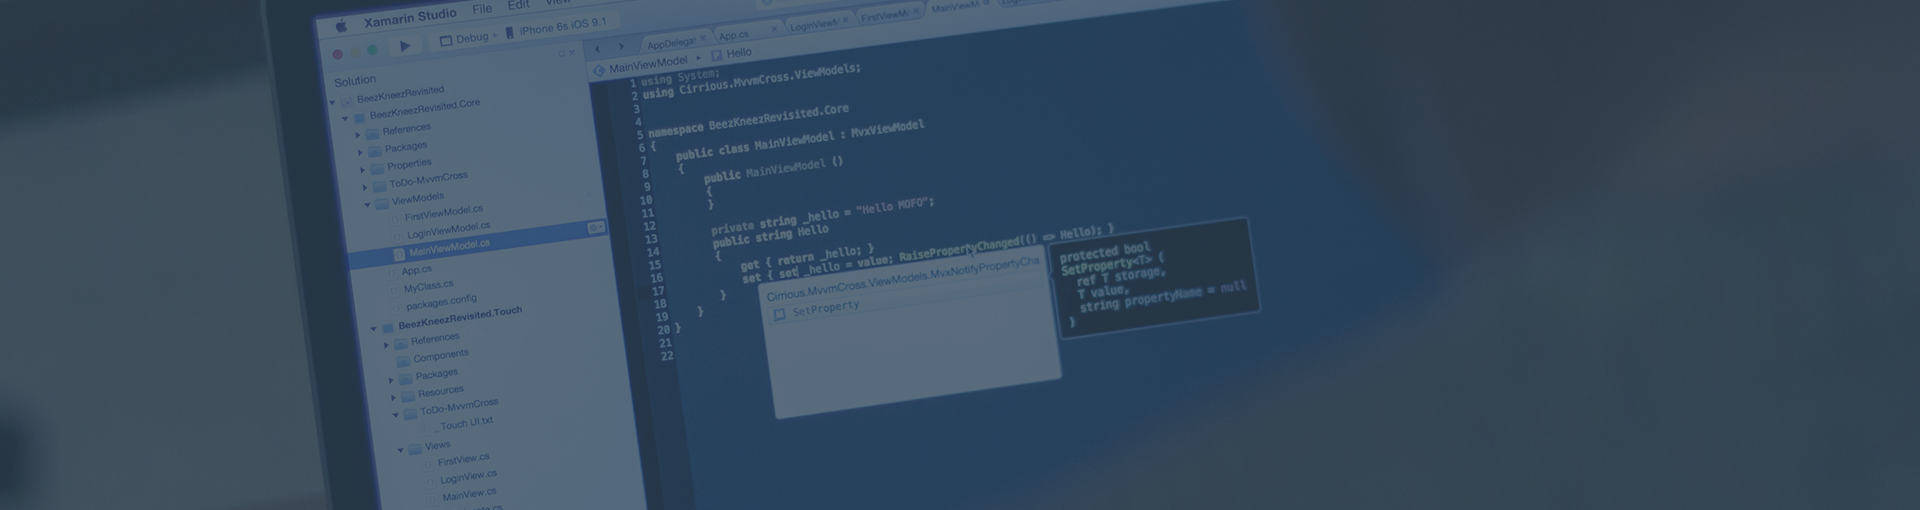 Xamarin Studio File Edit
Debug iPhone 6s iOS 9.1
AppDelegat App.cs LoginViewM FirstViewM MainViewM
MainViewModel Hello
Solution
BeezKneezRevisited
BeezKneezRevisited.Core
References
Packages
Properties
ToDo-MvvmCross
ViewModels
FirstViewModel.cs
LoginViewModel.cs
MainViewModel.cs
App.cs
MyClass.cs
packages.config
BeezKneezRevisited.Touch
References
Components
Packages
Resources
ToDo-MvvmCross
_ Touch UI.txt
Views
FirstView.cs
LoginView.cs
MainView.cs
1 using System;
2 using Cirrious.MvvmCross.ViewModels;
3
4
5 namespace BeezKneezRevisited.Core
6 {
7 public class MainViewModel : MvxViewModel
8 {
9 public MainViewModel ()
10 {
11 }
12
13 private string _hello = "Hello MOFO";
14 public string Hello
15 {
16 get { return _hello; }
17 set { set _hello = value; RaisePropertyChanged(() => Hello); }
18 }
19 }
20 }
21
22
Cirrious.MvvmCross.ViewModels.MvxNotifyPropertyCha
SetProperty
protected bool
SetProperty<T> (
ref T storage,
T value,
string propertyName = null
)